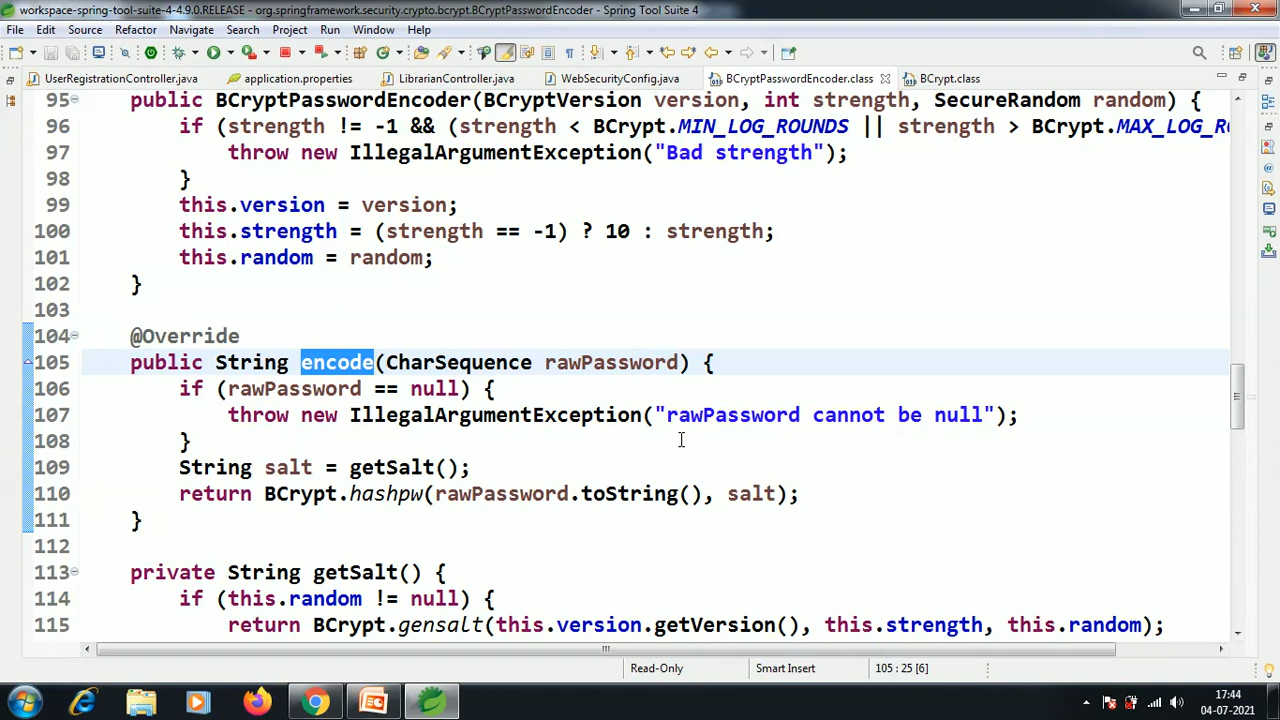 workspace-spring-tool-suite-4-4.9.0.RELEASE - org.springframework.security.crypto.bcrypt.BCryptPasswordEncoder - Spring Tool Suite 4
File Edit Source Refactor Navigate Search Project Run Window Help
UserRegistrationController.java application.properties LibrarianController.java WebSecurityConfig.java BCryptPasswordEncoder.class BCrypt.class
95 public BCryptPasswordEncoder(BCryptVersion version, int strength, SecureRandom random) {
96 if (strength != -1 && (strength < BCrypt.MIN_LOG_ROUNDS || strength > BCrypt.MAX_LOG_RO
97 throw new IllegalArgumentException("Bad strength");
98 }
99 this.version = version;
100 this.strength = (strength == -1) ? 10 : strength;
101 this.random = random;
102 }
103
104 @Override
105 public String encode(CharSequence rawPassword) {
106 if (rawPassword == null) {
107 throw new IllegalArgumentException("rawPassword cannot be null");
108 }
109 String salt = getSalt();
110 return BCrypt.hashpw(rawPassword.toString(), salt);
111 }
112
113 private String getSalt() {
114 if (this.random != null) {
115 return BCrypt.gensalt(this.version.getVersion(), this.strength, this.random);
Read-Only Smart Insert 105 : 25 [6]
17:44
04-07-2021